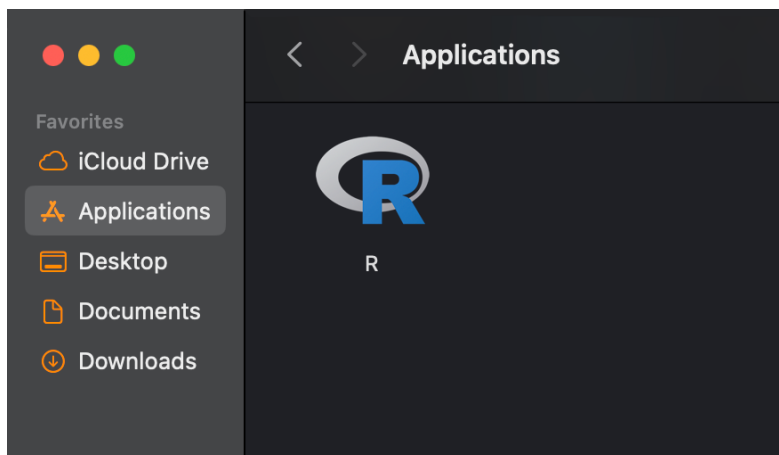 Applications
Favorites
iCloud Drive
Applications
Desktop
Documents
Downloads
R
R